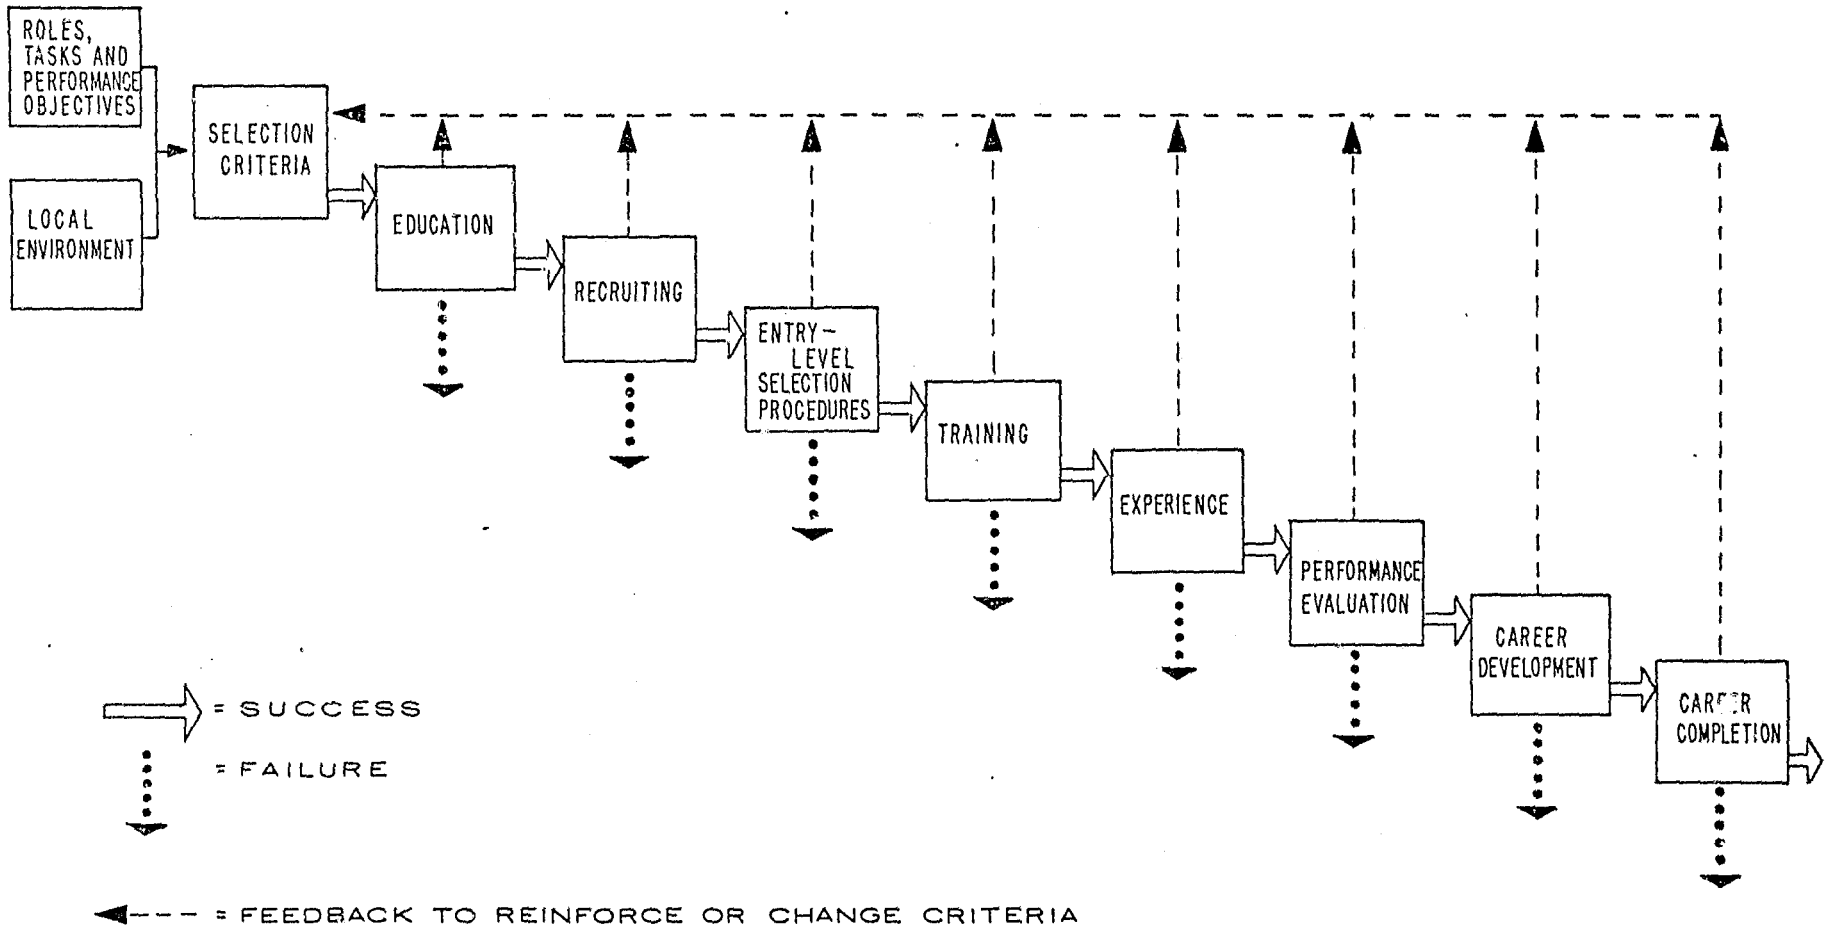 ROLES,
TASKS AND
PERFORMANCE
OBJECTIVES
LOCAL
ENVIRONMENT
SELECTION
CRITERIA
EDUCATION
RECRUITING
ENTRY-
LEVEL
SELECTION
PROCEDURES
TRAINING
EXPERIENCE
PERFORMANCE
EVALUATION
CAREER
DEVELOPMENT
CAREER
COMPLETION
= SUCCESS
= FAILURE
= FEEDBACK TO REINFORCE OR CHANGE CRITERIA